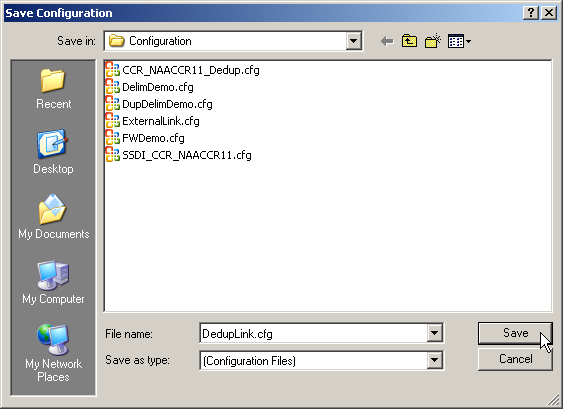 Save Configuration
Save in: Configuration
Recent
Desktop
My Documents
My Computer
My Network
Places
CCR_NAACCR11_Dedup.cfg
DelimDemo.cfg
DupDelimDemo.cfg
ExternalLink.cfg
FWDemo.cfg
SSDI_CCR_NAACCR11.cfg
File name: DedupLink.cfg Save
Save as type: (Configuration Files) Cancel